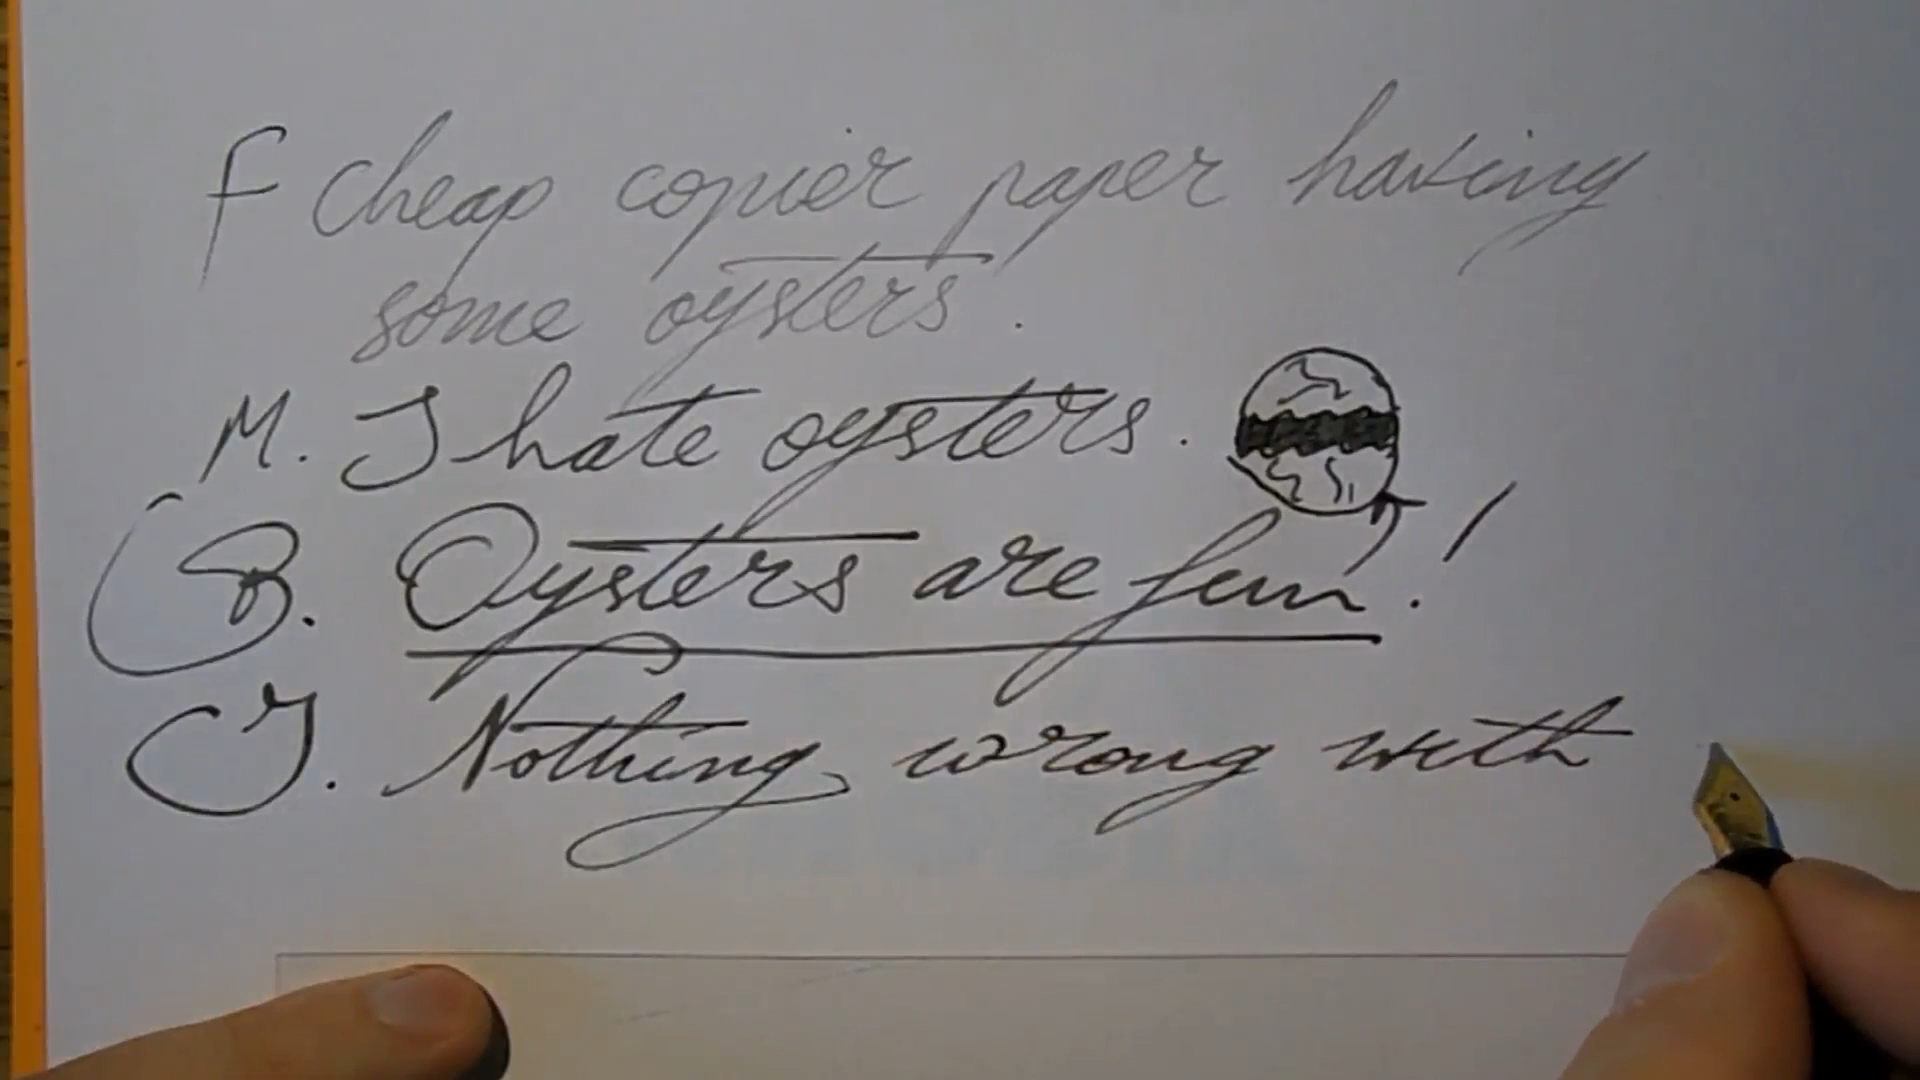 F Cheap copier paper having
some oysters.
M. I hate oysters.
B. Oysters are fun!
J. Nothing wrong with